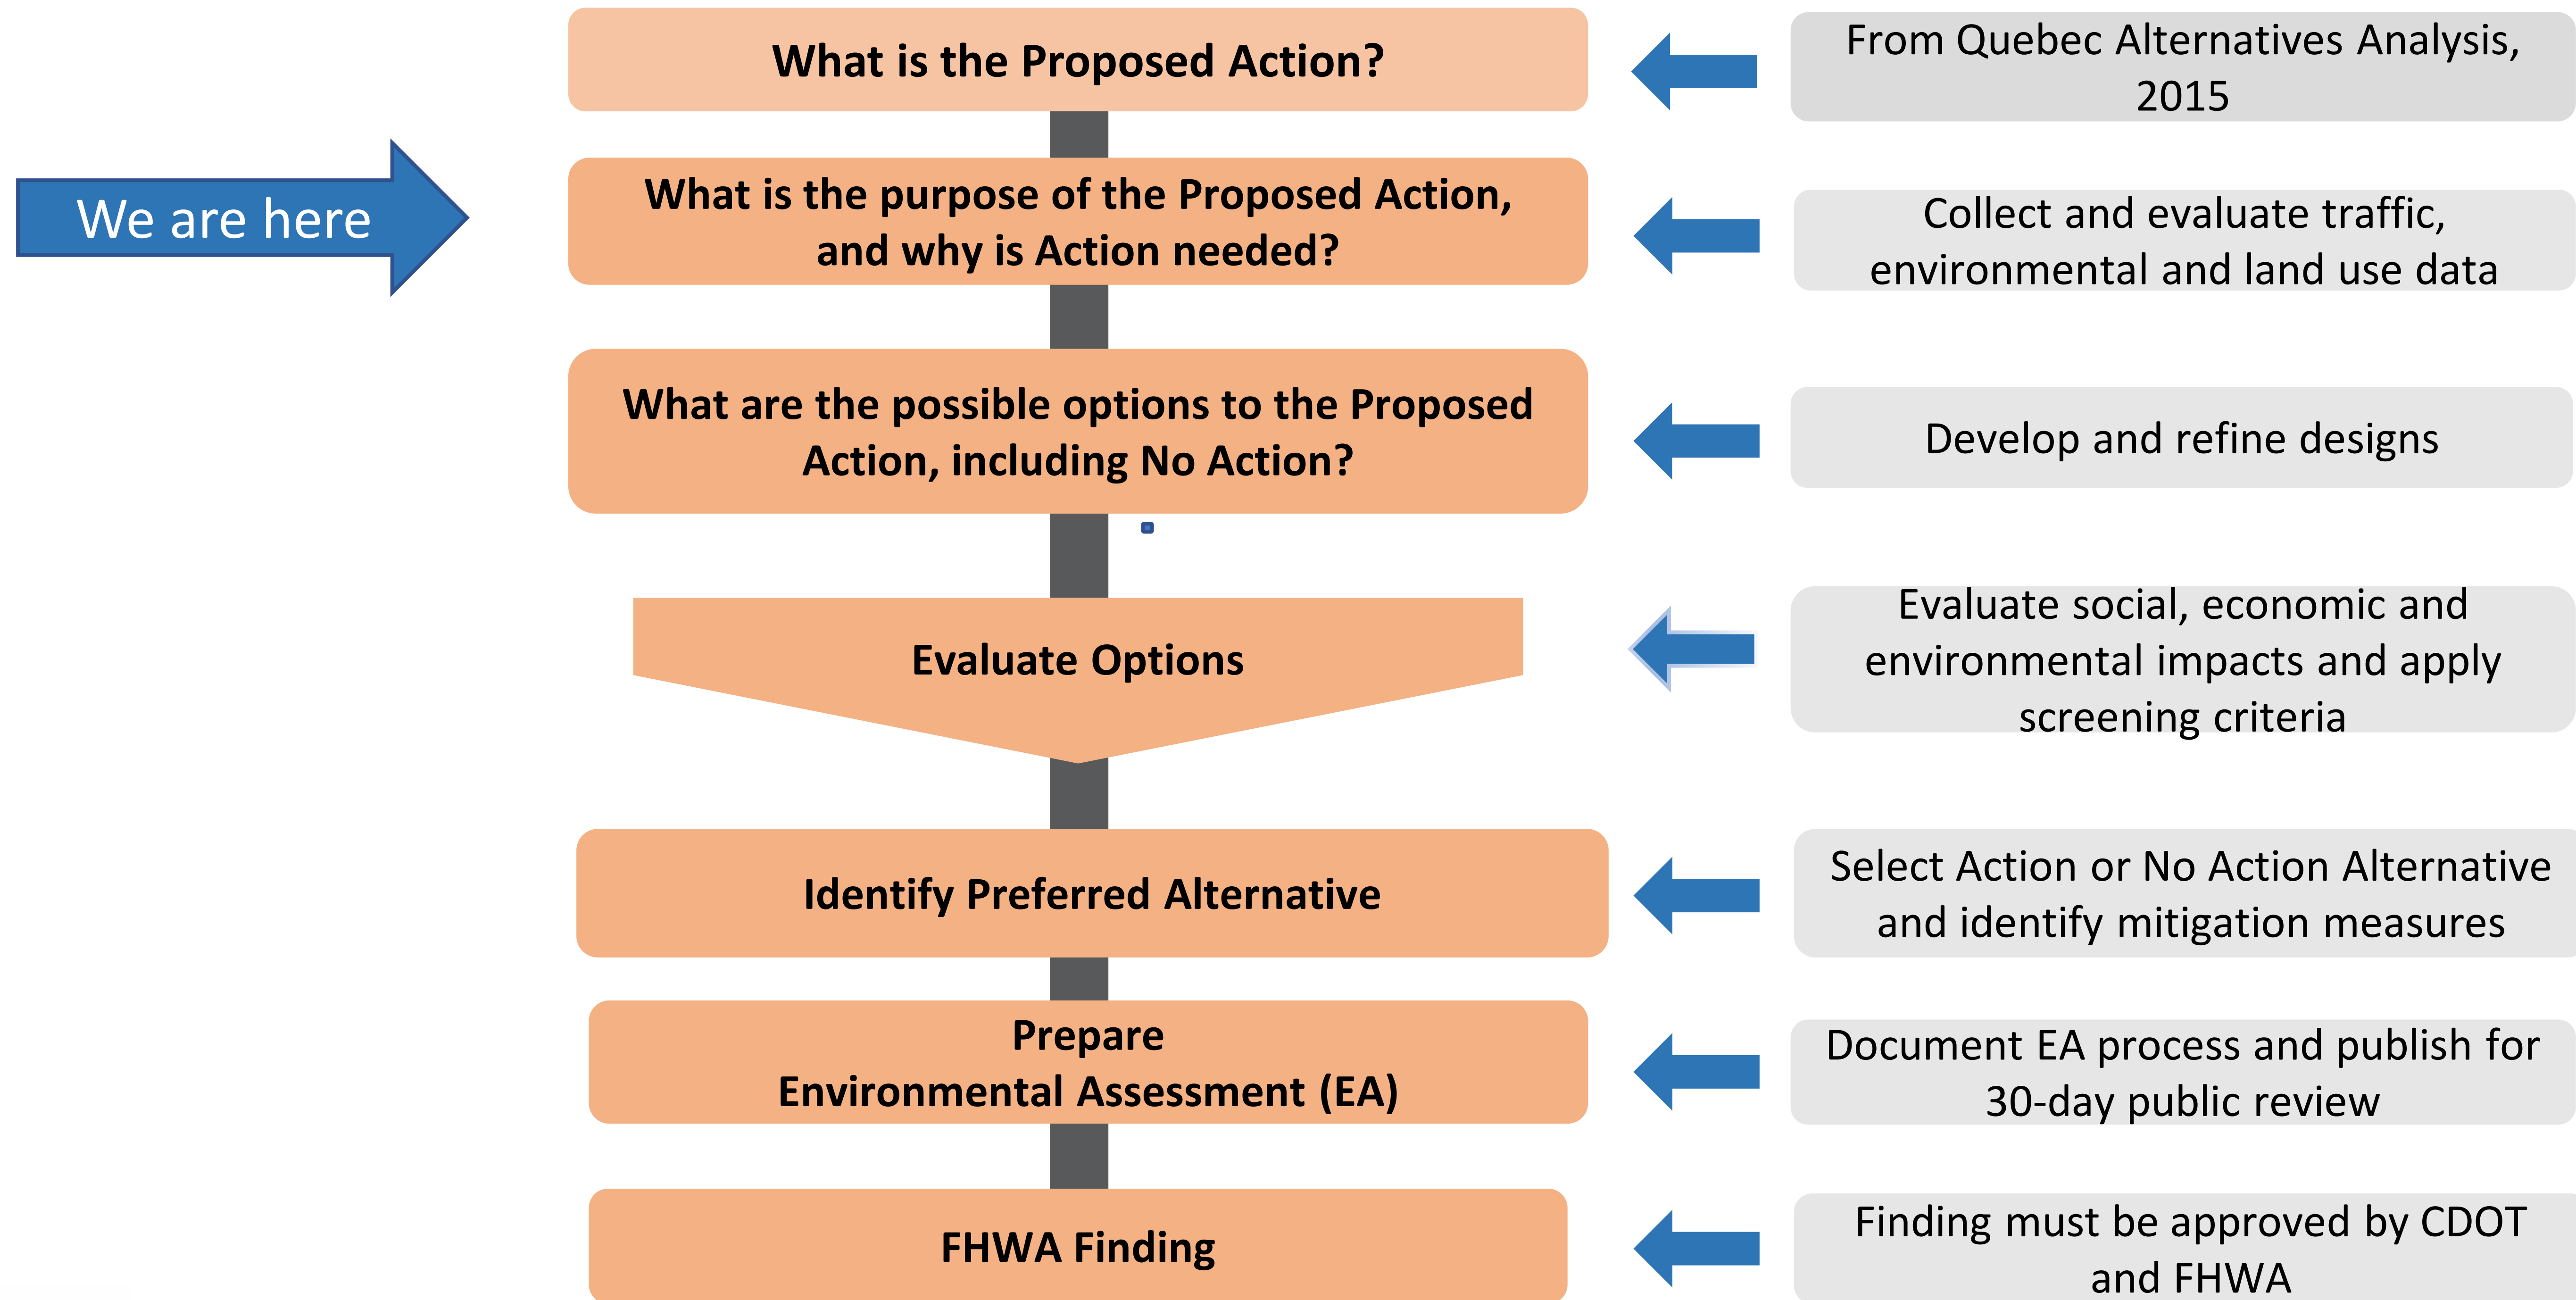 What is the Proposed Action?
From Quebec Alternatives Analysis,
2015
We are here
What is the purpose of the Proposed Action,
and why is Action needed?
Collect and evaluate traffic,
environmental and land use data
What are the possible options to the Proposed
Action, including No Action?
Develop and refine designs
Evaluate Options
Evaluate social, economic and
environmental impacts and apply
screening criteria
Identify Preferred Alternative
Select Action or No Action Alternative
and identify mitigation measures
Prepare
Environmental Assessment (EA)
Document EA process and publish for
30-day public review
FHWA Finding
Finding must be approved by CDOT
and FHWA